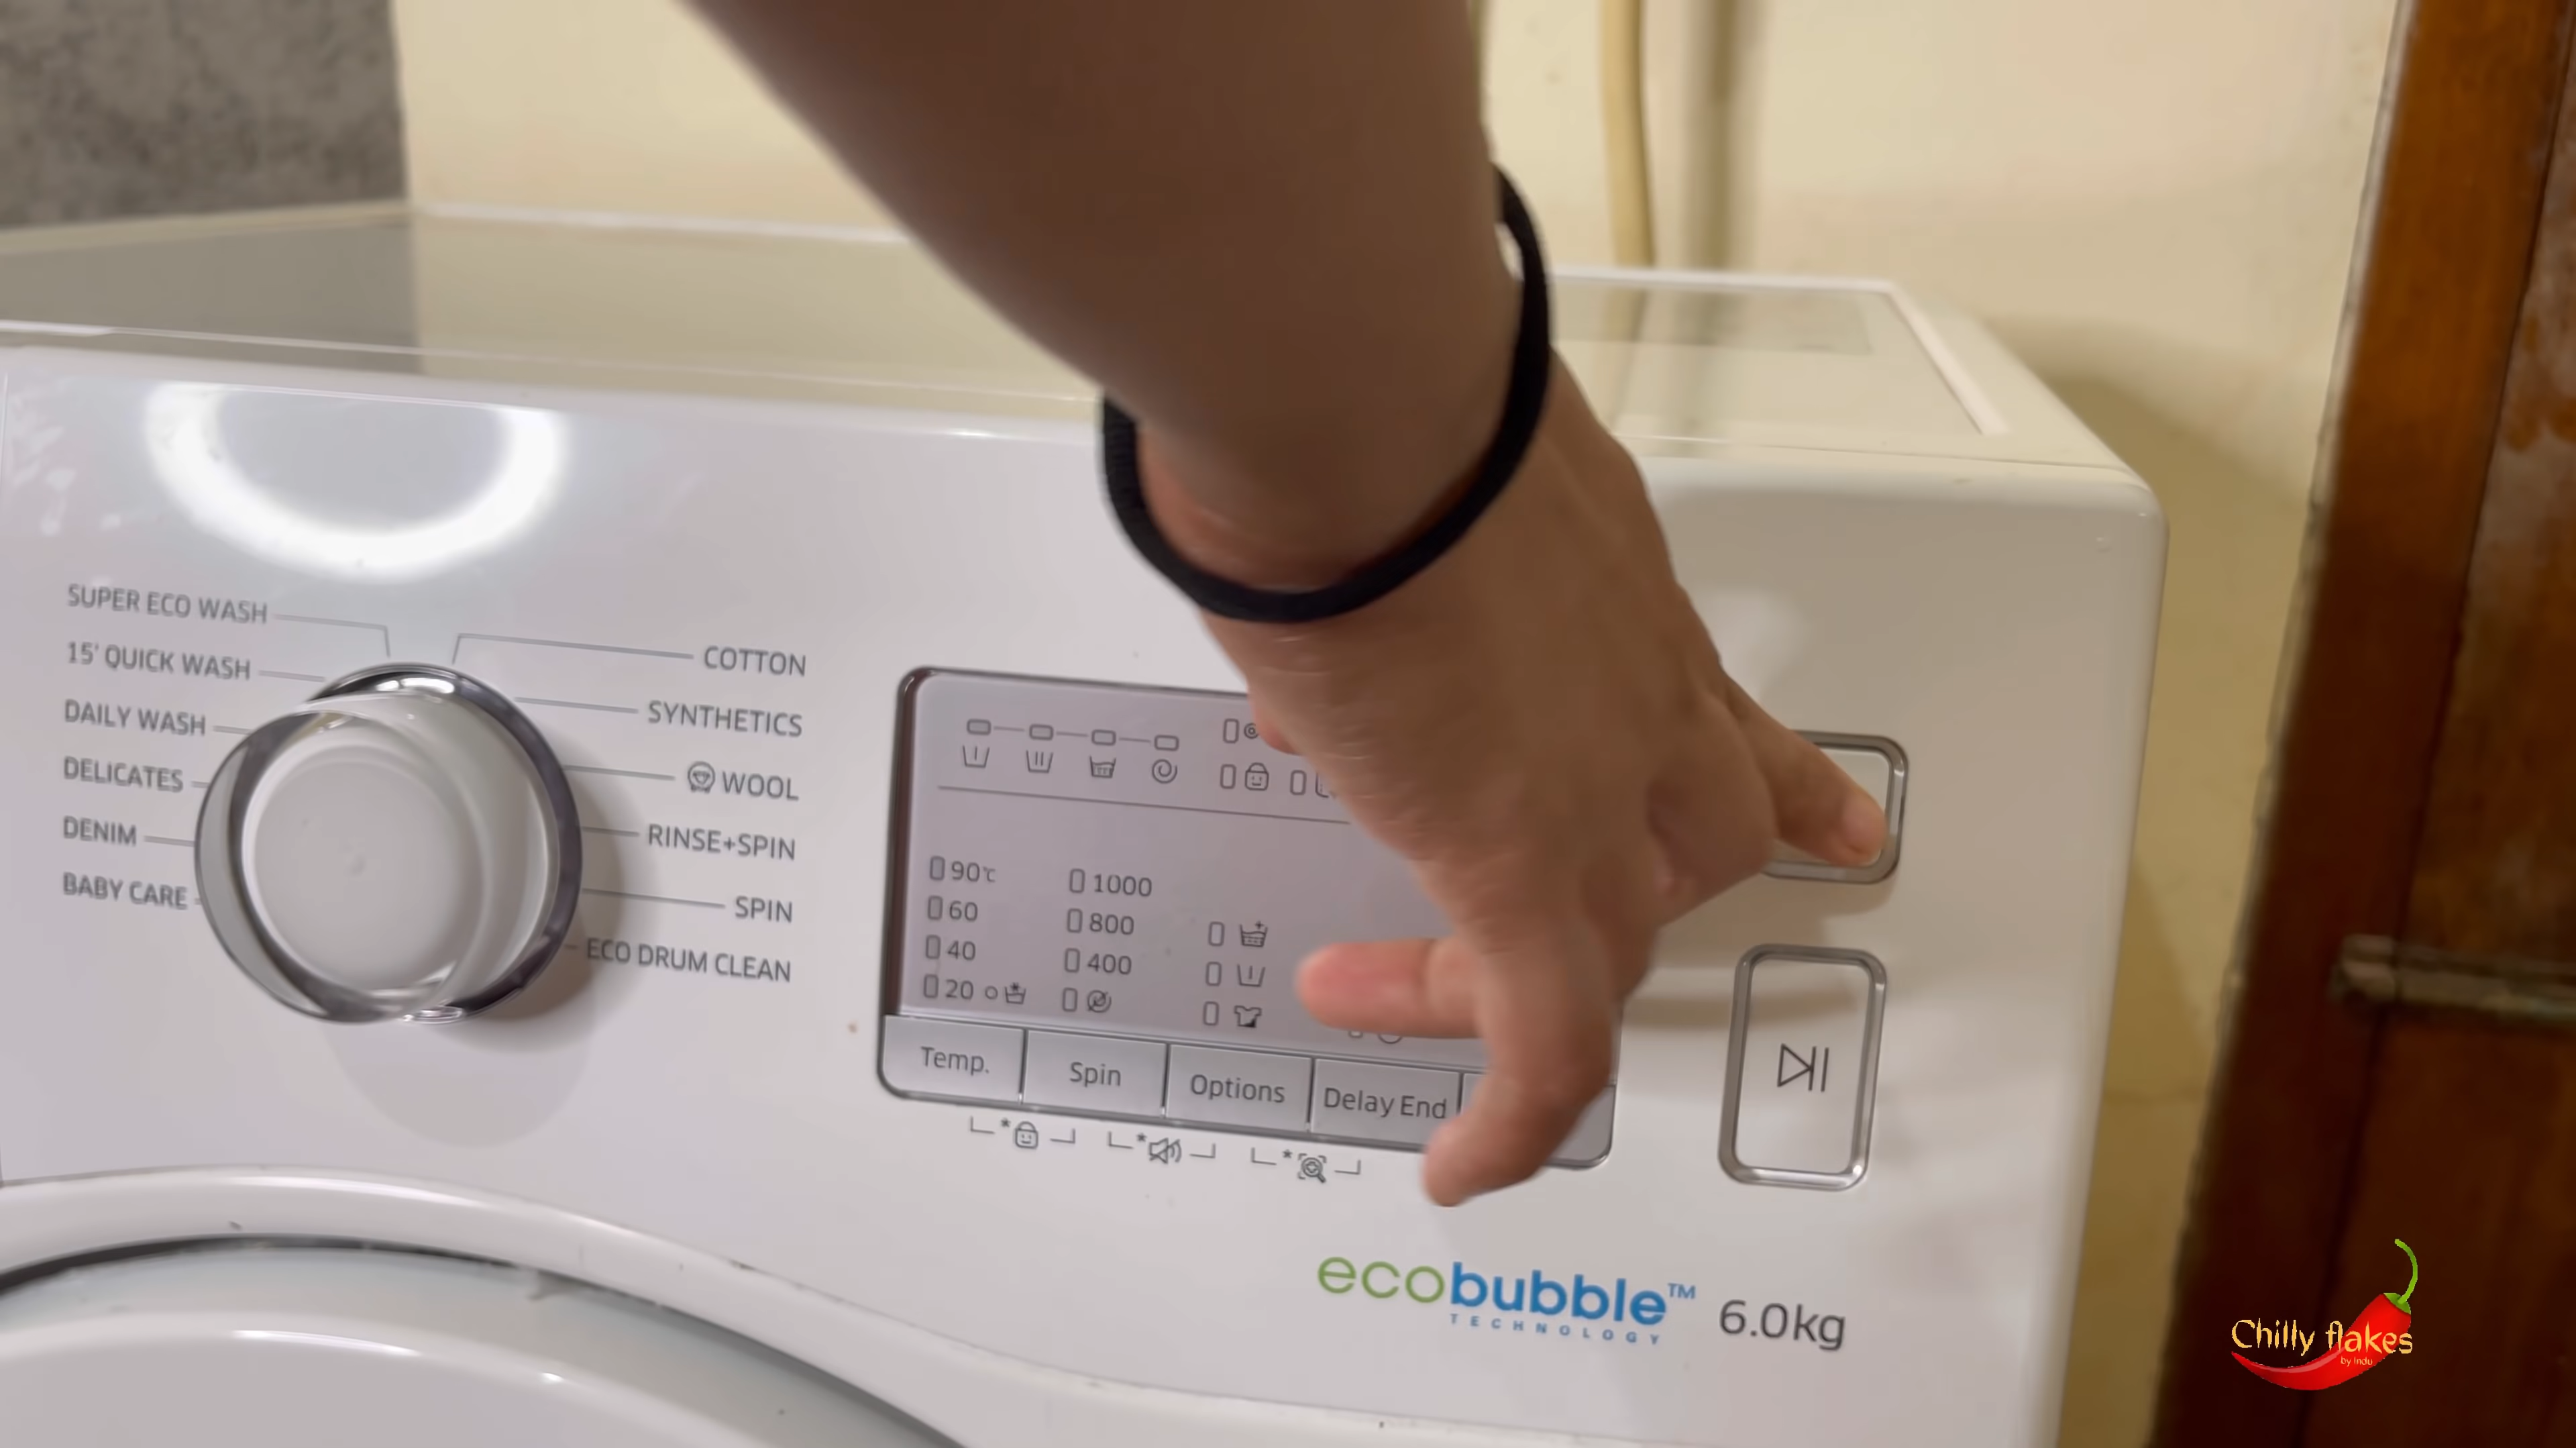 SUPER ECO WASH
15' QUICK WASH
DAILY WASH
DELICATES
DENIM
BABY CARE
COTTON
SYNTHETICS
WOOL
RINSE+SPIN
SPIN
ECO DRUM CLEAN
90℃
60
40
20
1000
800
400
Temp.
Spin
Options
Delay End
ecobubble™
TECHNOLOGY
6.0kg
Chilly flakes
by Indu